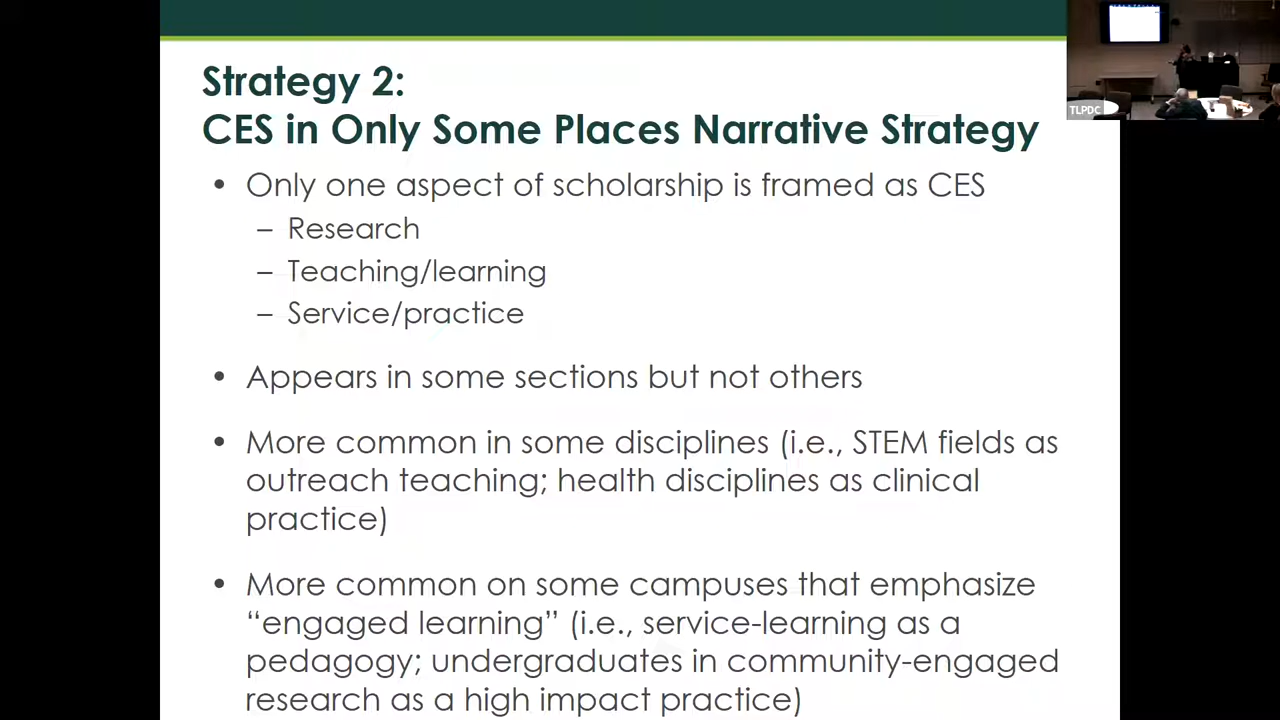 Strategy 2:
CES in Only Some Places Narrative Strategy
• Only one aspect of scholarship is framed as CES
– Research
– Teaching/learning
– Service/practice
• Appears in some sections but not others
• More common in some disciplines (i.e., STEM fields as
outreach teaching; health disciplines as clinical
practice)
• More common on some campuses that emphasize
“engaged learning” (i.e., service-learning as a
pedagogy; undergraduates in community-engaged
research as a high impact practice)
TLPDC